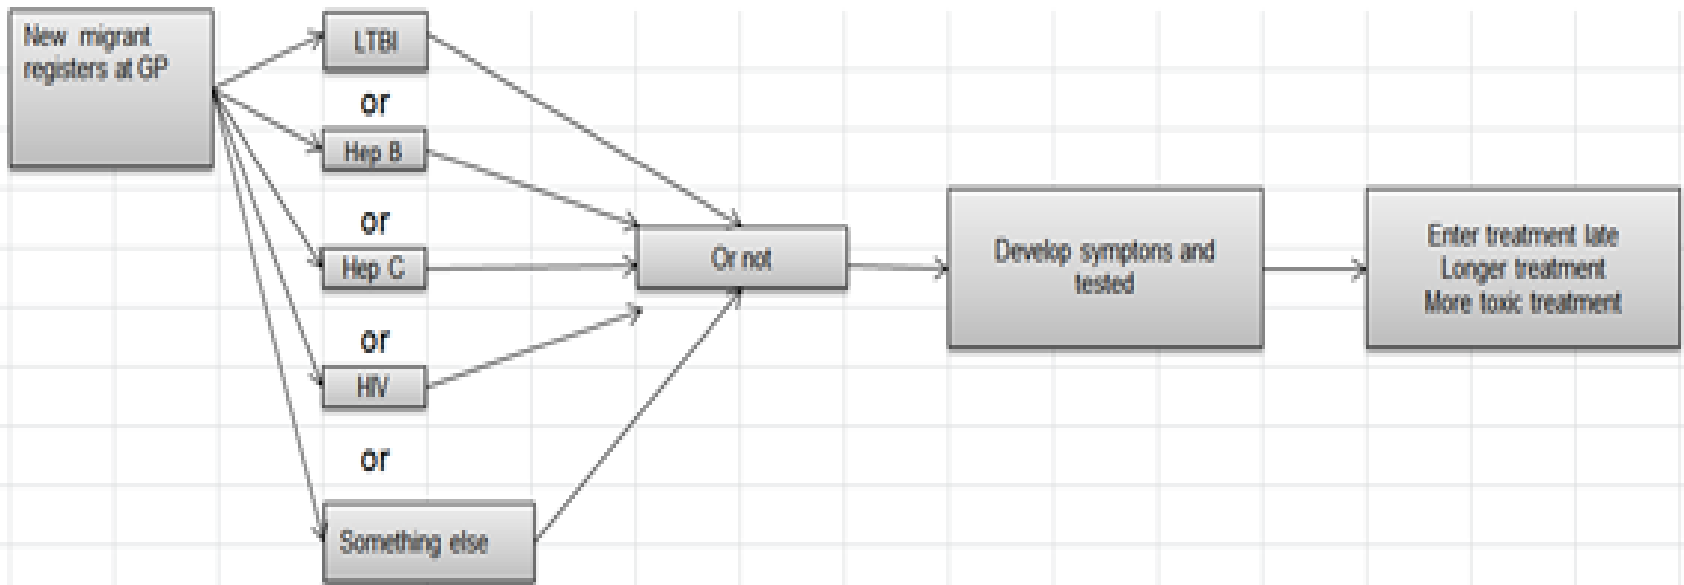 New migrant
registers at GP
LTBI
or
Hep B
or
Hep C
or
HIV
or
Something else
Or not
Develop symptons and
tested
Enter treatment late
Longer treatment
More toxic treatment